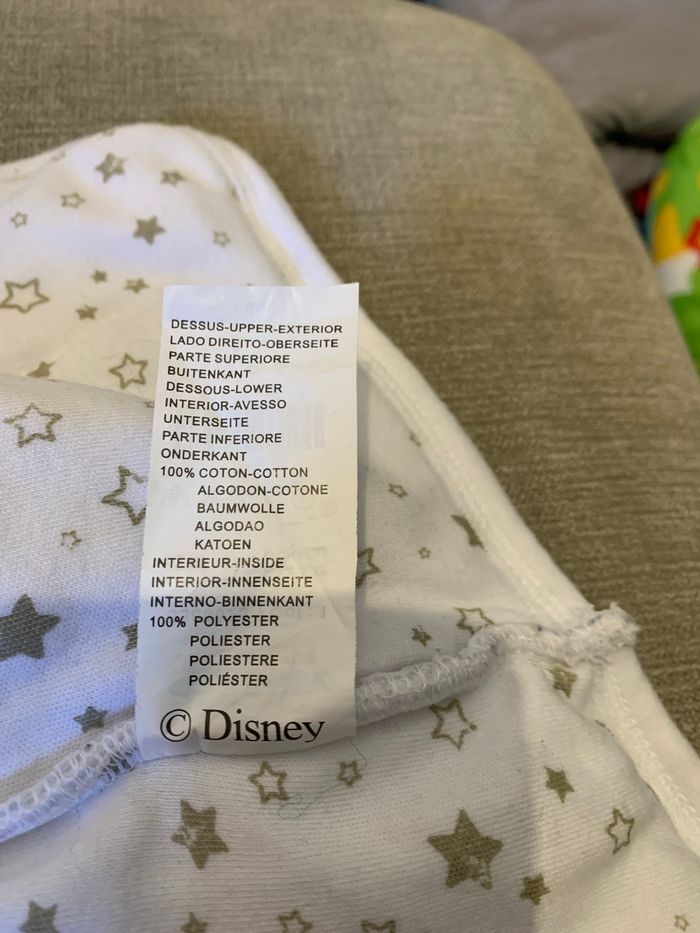 DESSUS-UPPER-EXTERIOR
LADO DIREITO-OBERSEITE
PARTE SUPERIORE
BUITENKANT
DESSOUS-LOWER
INTERIOR-AVESSO
UNTERSEITE
PARTE INFERIORE
ONDERKANT
100% COTON-COTTON
ALGODON-COTONE
BAUMWOLLE
ALGODAO
KATOEN
INTERIEUR-INSIDE
INTERIOR-INNENSEITE
INTERNO-BINNENKANT
100% POLYESTER
POLIESTER
POLIESTERE
POLIÉSTER
© Disney